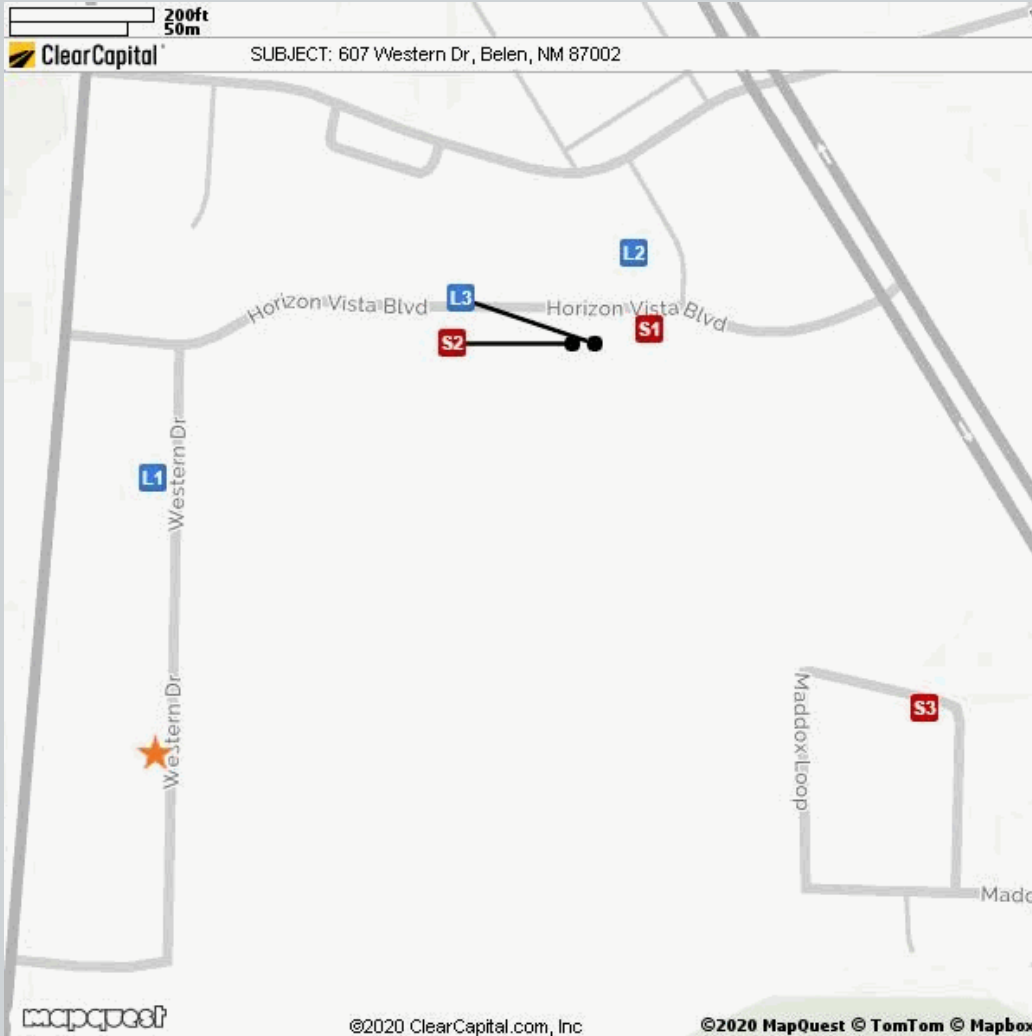 200ft
50m
ClearCapital SUBJECT: 607 Western Dr, Belen, NM 87002
L2
L3
Horizon Vista Blvd
Horizon Vista Blvd
S1
S2
Western Dr
L1
Western Dr
Maddox Loop
S3
Madd
mapquest ©2020 ClearCapital.com, Inc ©2020 MapQuest © TomTom © Mapbox